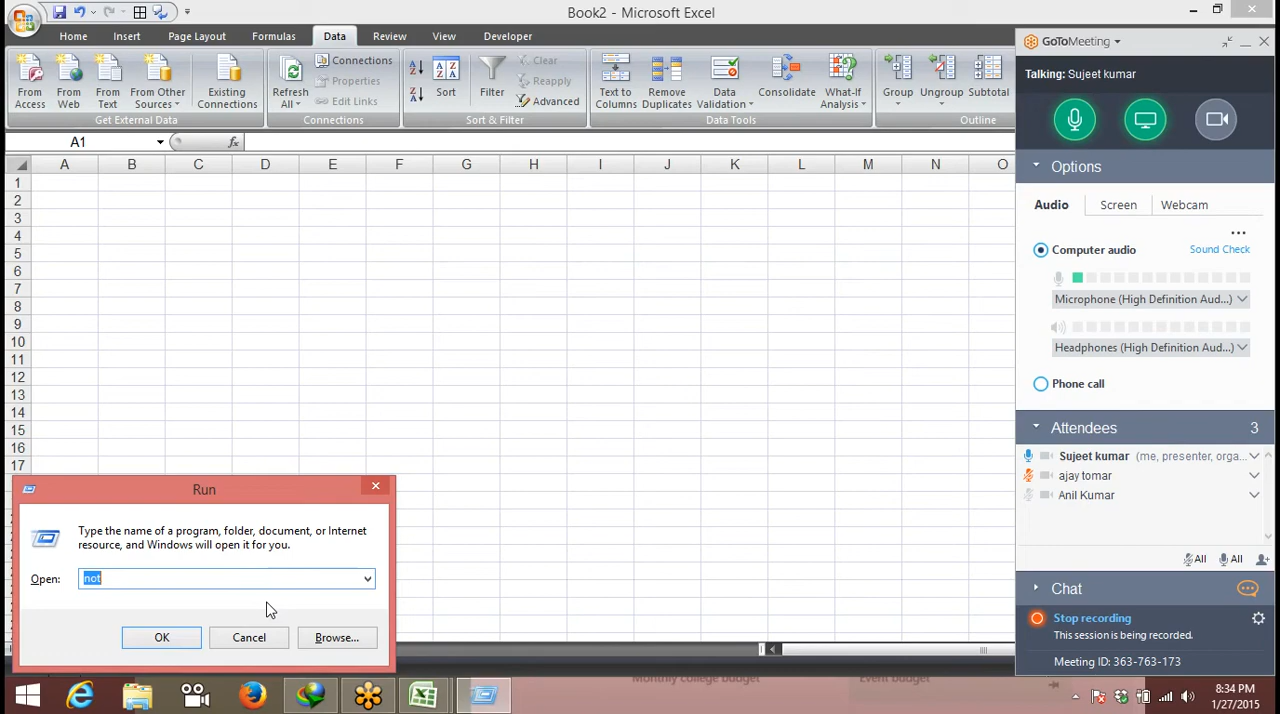 Book2 - Microsoft Excel
Home Insert Page Layout Formulas Data Review View Developer
From Access
From Web
From Text
From Other Sources
Existing Connections
Get External Data
Refresh All
Connections
Properties
Edit Links
Connections
Sort
Filter
Clear
Reapply
Advanced
Sort & Filter
Text to Columns
Remove Duplicates
Data Validation
Consolidate
What-If Analysis
Data Tools
Group
Ungroup
Subtotal
Outline
A1
fx
A B C D E F G H I J K L M N O
1
2
3
4
5
6
7
8
9
10
11
12
13
14
15
16
17
Run
Type the name of a program, folder, document, or Internet
resource, and Windows will open it for you.
Open: not
OK Cancel Browse...
GoToMeeting
Talking: Sujeet kumar
Options
Audio Screen Webcam
...
Computer audio Sound Check
Microphone (High Definition Aud...)
Headphones (High Definition Aud...)
Phone call
Attendees 3
Sujeet kumar (me, presenter, orga...
ajay tomar
Anil Kumar
All All
Chat
Stop recording
This session is being recorded.
Meeting ID: 363-763-173
Monthly college budget Event budget
8:34 PM
1/27/2015